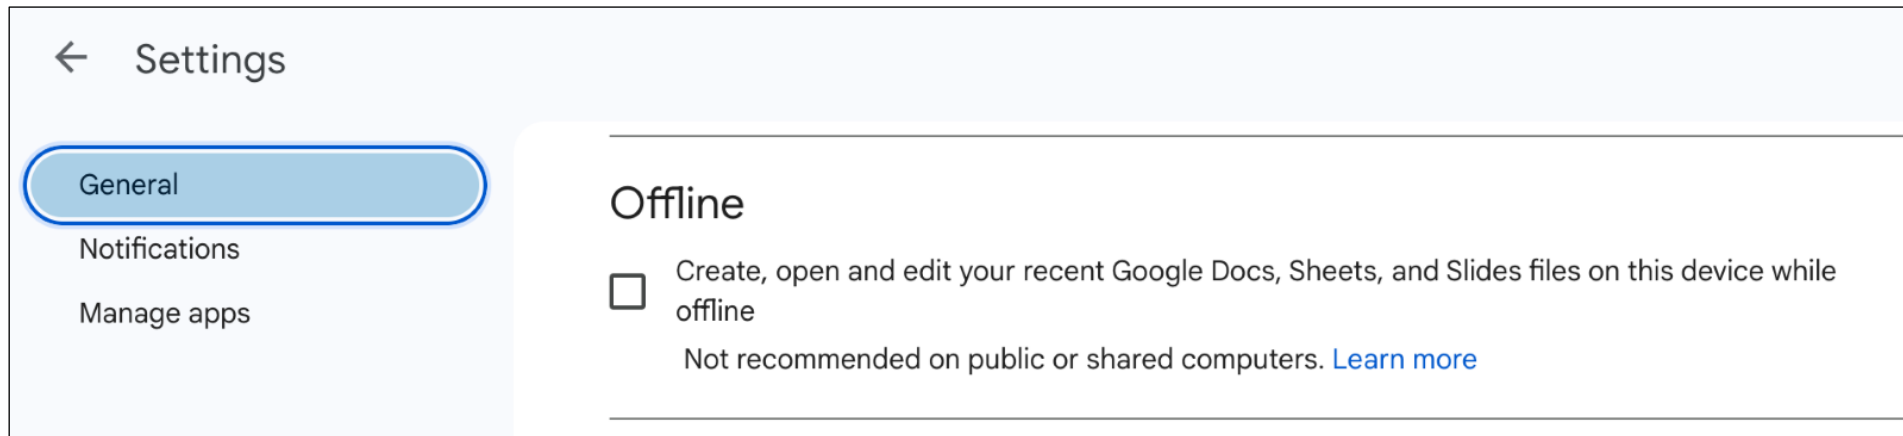 Settings
General
Notifications
Manage apps
Offline
Create, open and edit your recent Google Docs, Sheets, and Slides files on this device while
offline
Not recommended on public or shared computers. Learn more